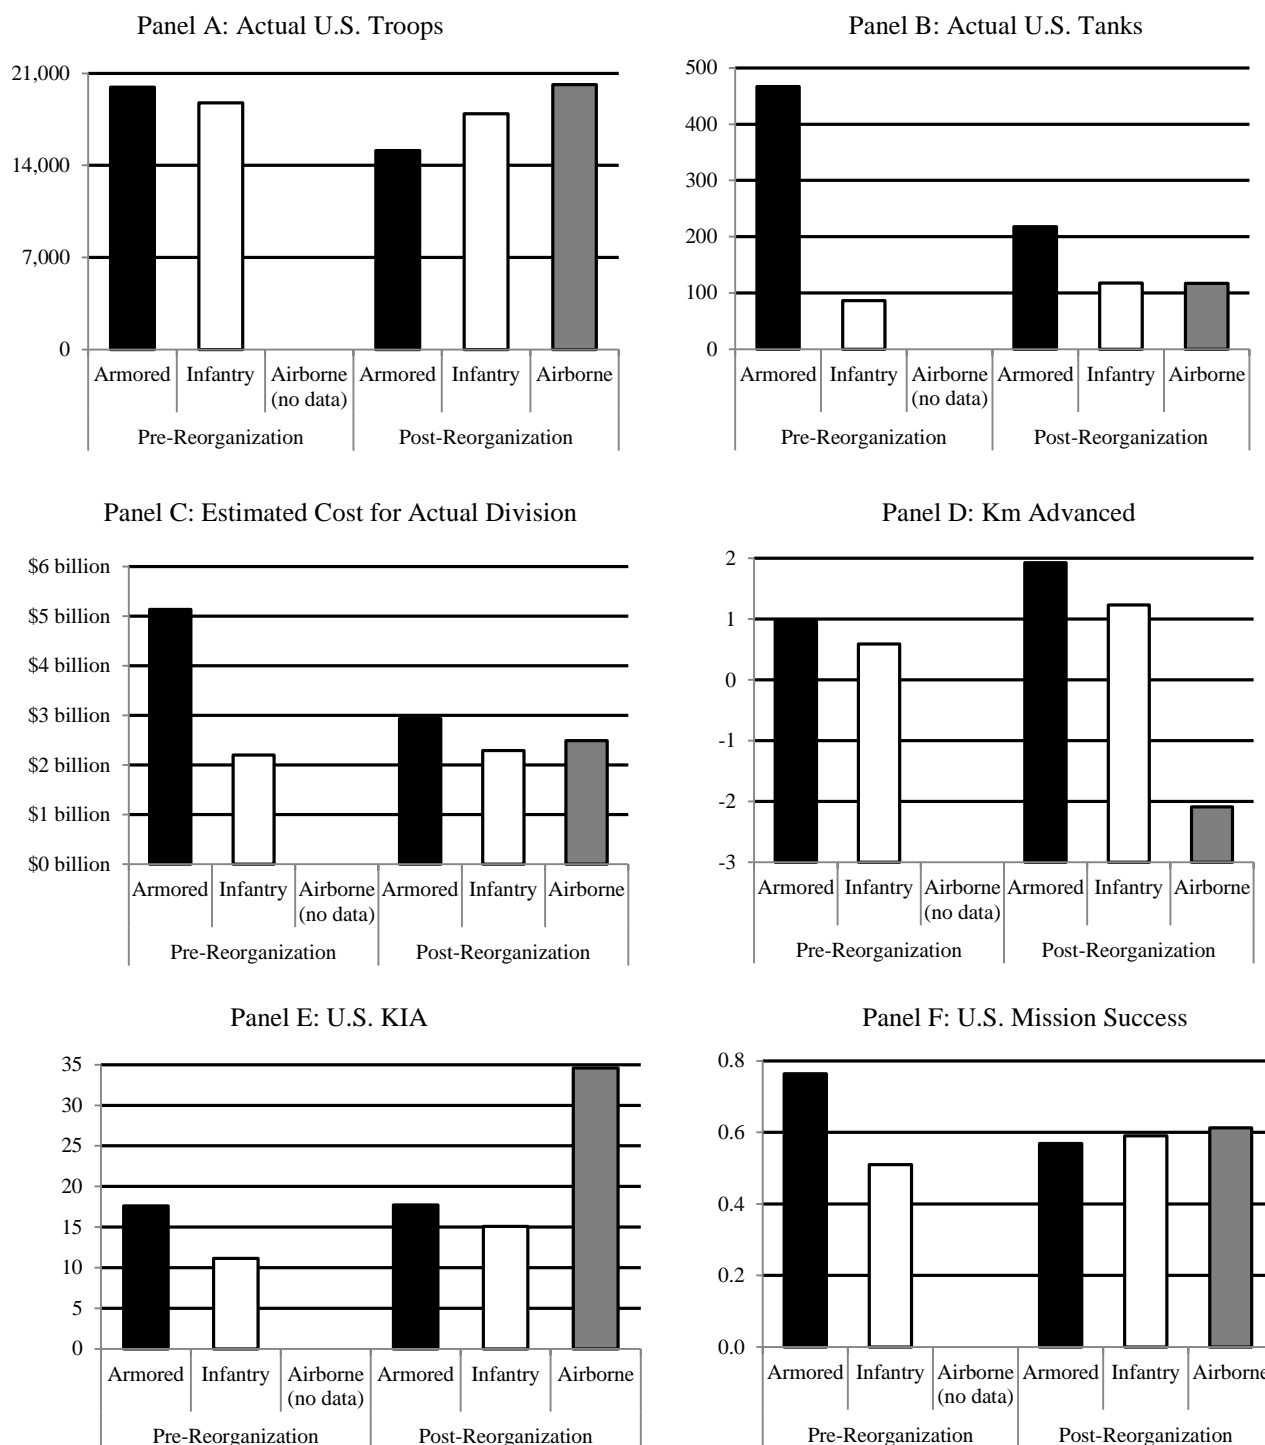 Panel A: Actual U.S. Troops
21,000
14,000
7,000
0
Armored Infantry Airborne Armored Infantry Airborne
(no data)
Pre-Reorganization Post-Reorganization
Panel B: Actual U.S. Tanks
500
400
300
200
100
0
Armored Infantry Airborne Armored Infantry Airborne
(no data)
Pre-Reorganization Post-Reorganization
Panel C: Estimated Cost for Actual Division
$6 billion
$5 billion
$4 billion
$3 billion
$2 billion
$1 billion
$0 billion
Armored Infantry Airborne Armored Infantry Airborne
(no data)
Pre-Reorganization Post-Reorganization
Panel D: Km Advanced
2
1
0
-1
-2
-3
Armored Infantry Airborne Armored Infantry Airborne
(no data)
Pre-Reorganization Post-Reorganization
Panel E: U.S. KIA
35
30
25
20
15
10
5
0
Armored Infantry Airborne Armored Infantry Airborne
(no data)
Pre-Reorganization Post-Reorganization
Panel F: U.S. Mission Success
0.8
0.6
0.4
0.2
0.0
Armored Infantry Airborne Armored Infantry Airborne
(no data)
Pre-Reorganization Post-Reorganization